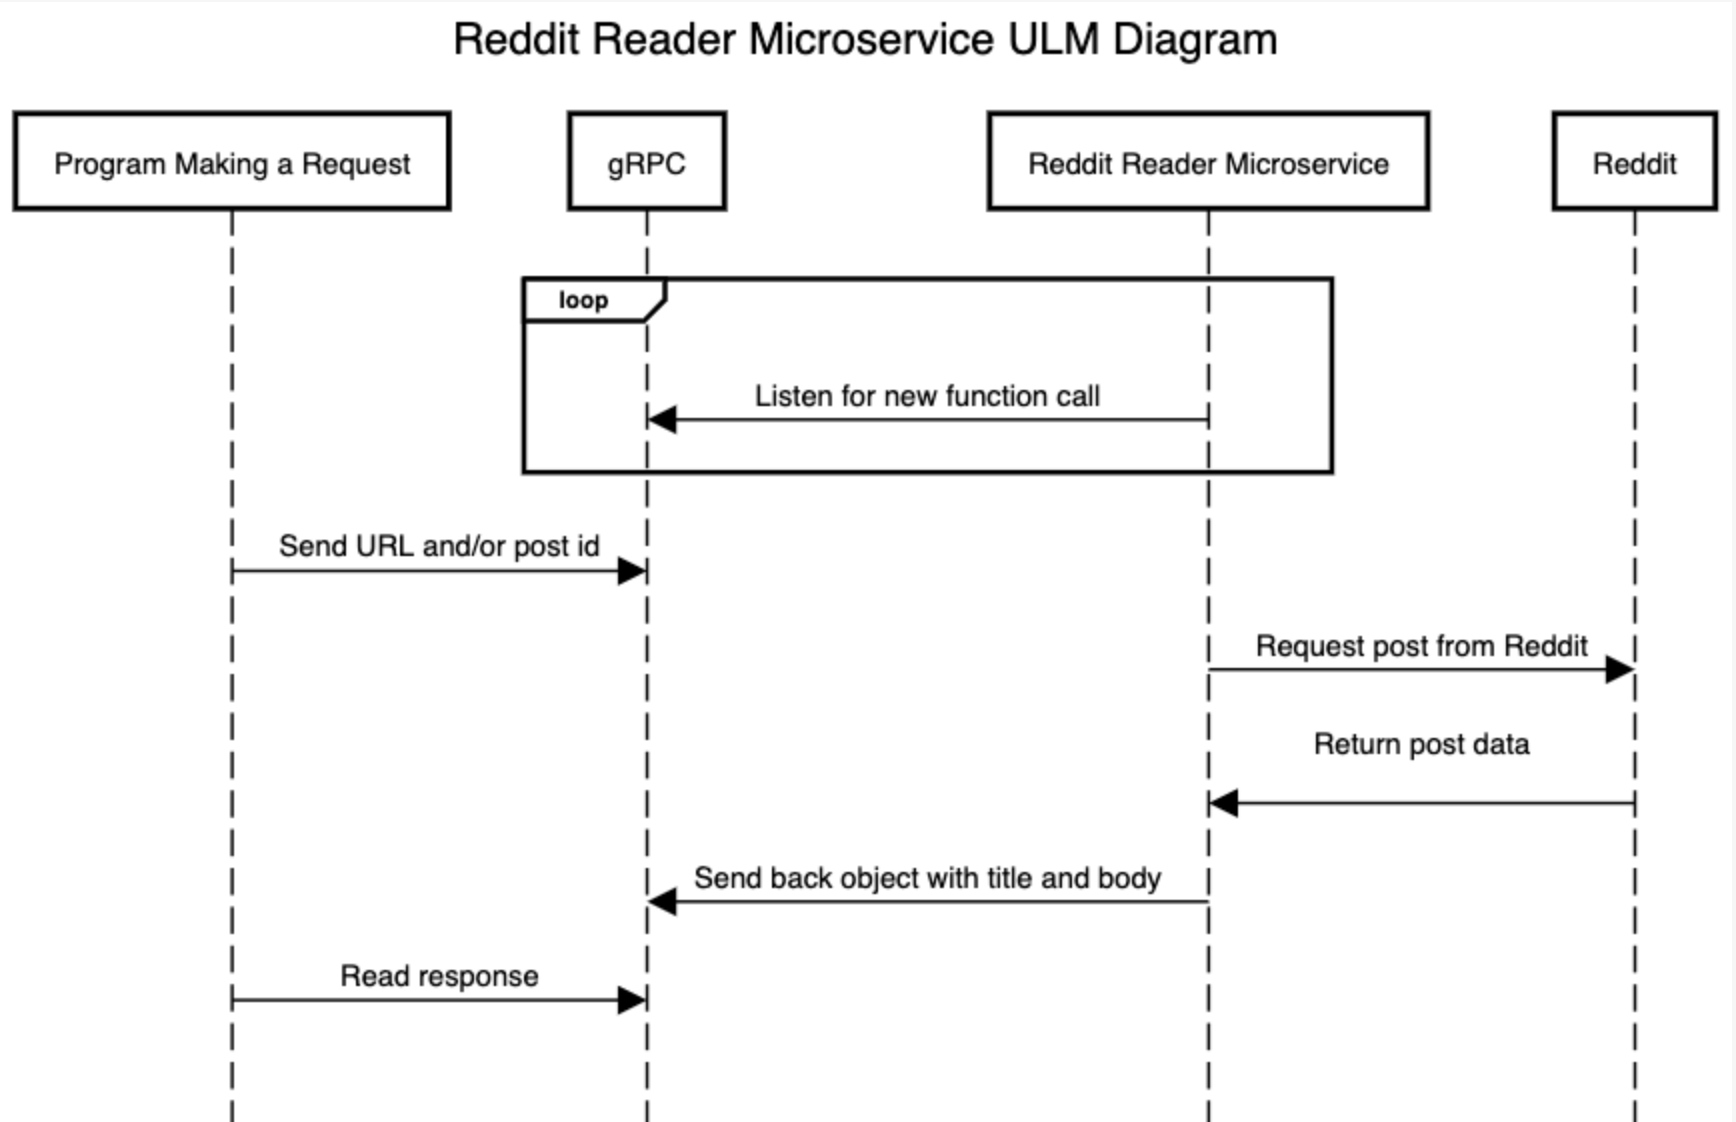 Reddit Reader Microservice ULM Diagram
Program Making a Request
gRPC
Reddit Reader Microservice
Reddit
loop
Listen for new function call
Send URL and/or post id
Request post from Reddit
Return post data
Send back object with title and body
Read response